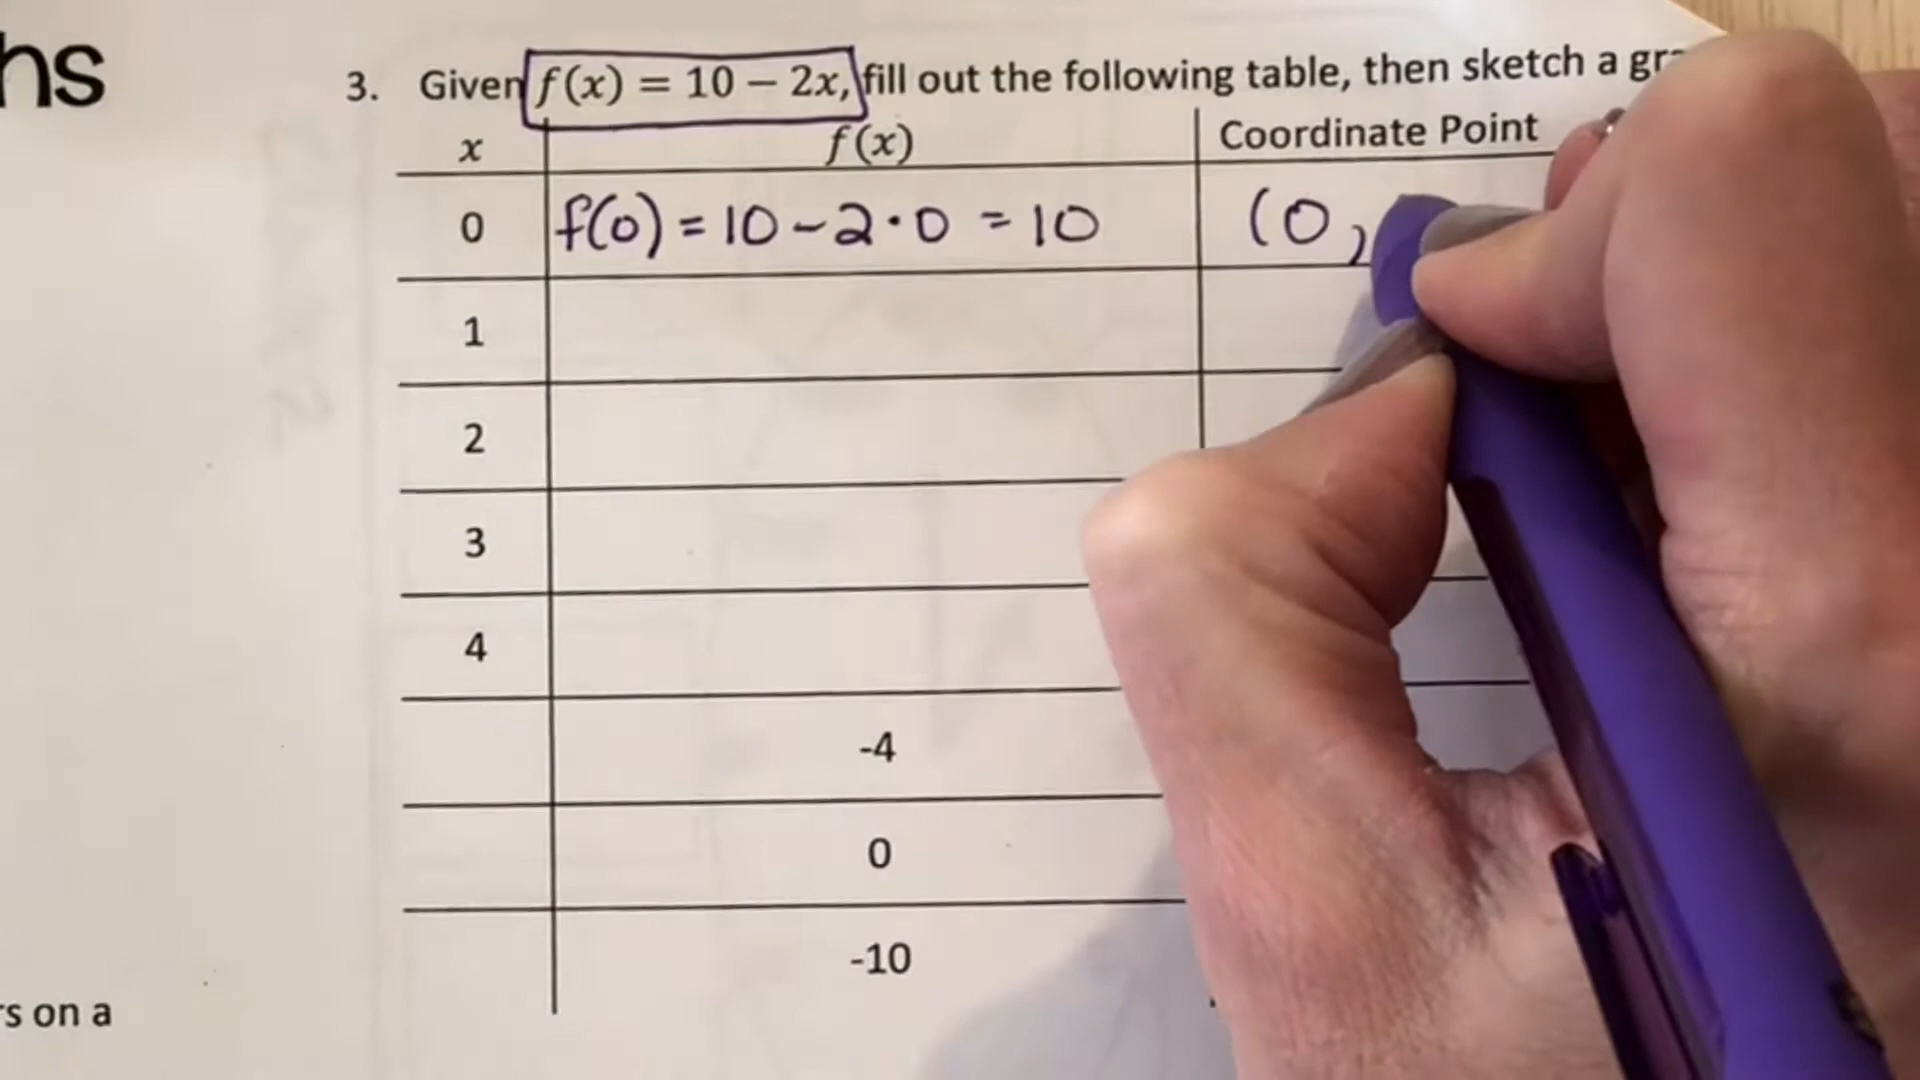 hs
3. Given f(x) = 10 − 2x, fill out the following table, then sketch a
x f(x) Coordinate Point
0 f(0) = 10 − 2 · 0 = 10 (0,
1
2
3
4
-4
0
-10
s on a